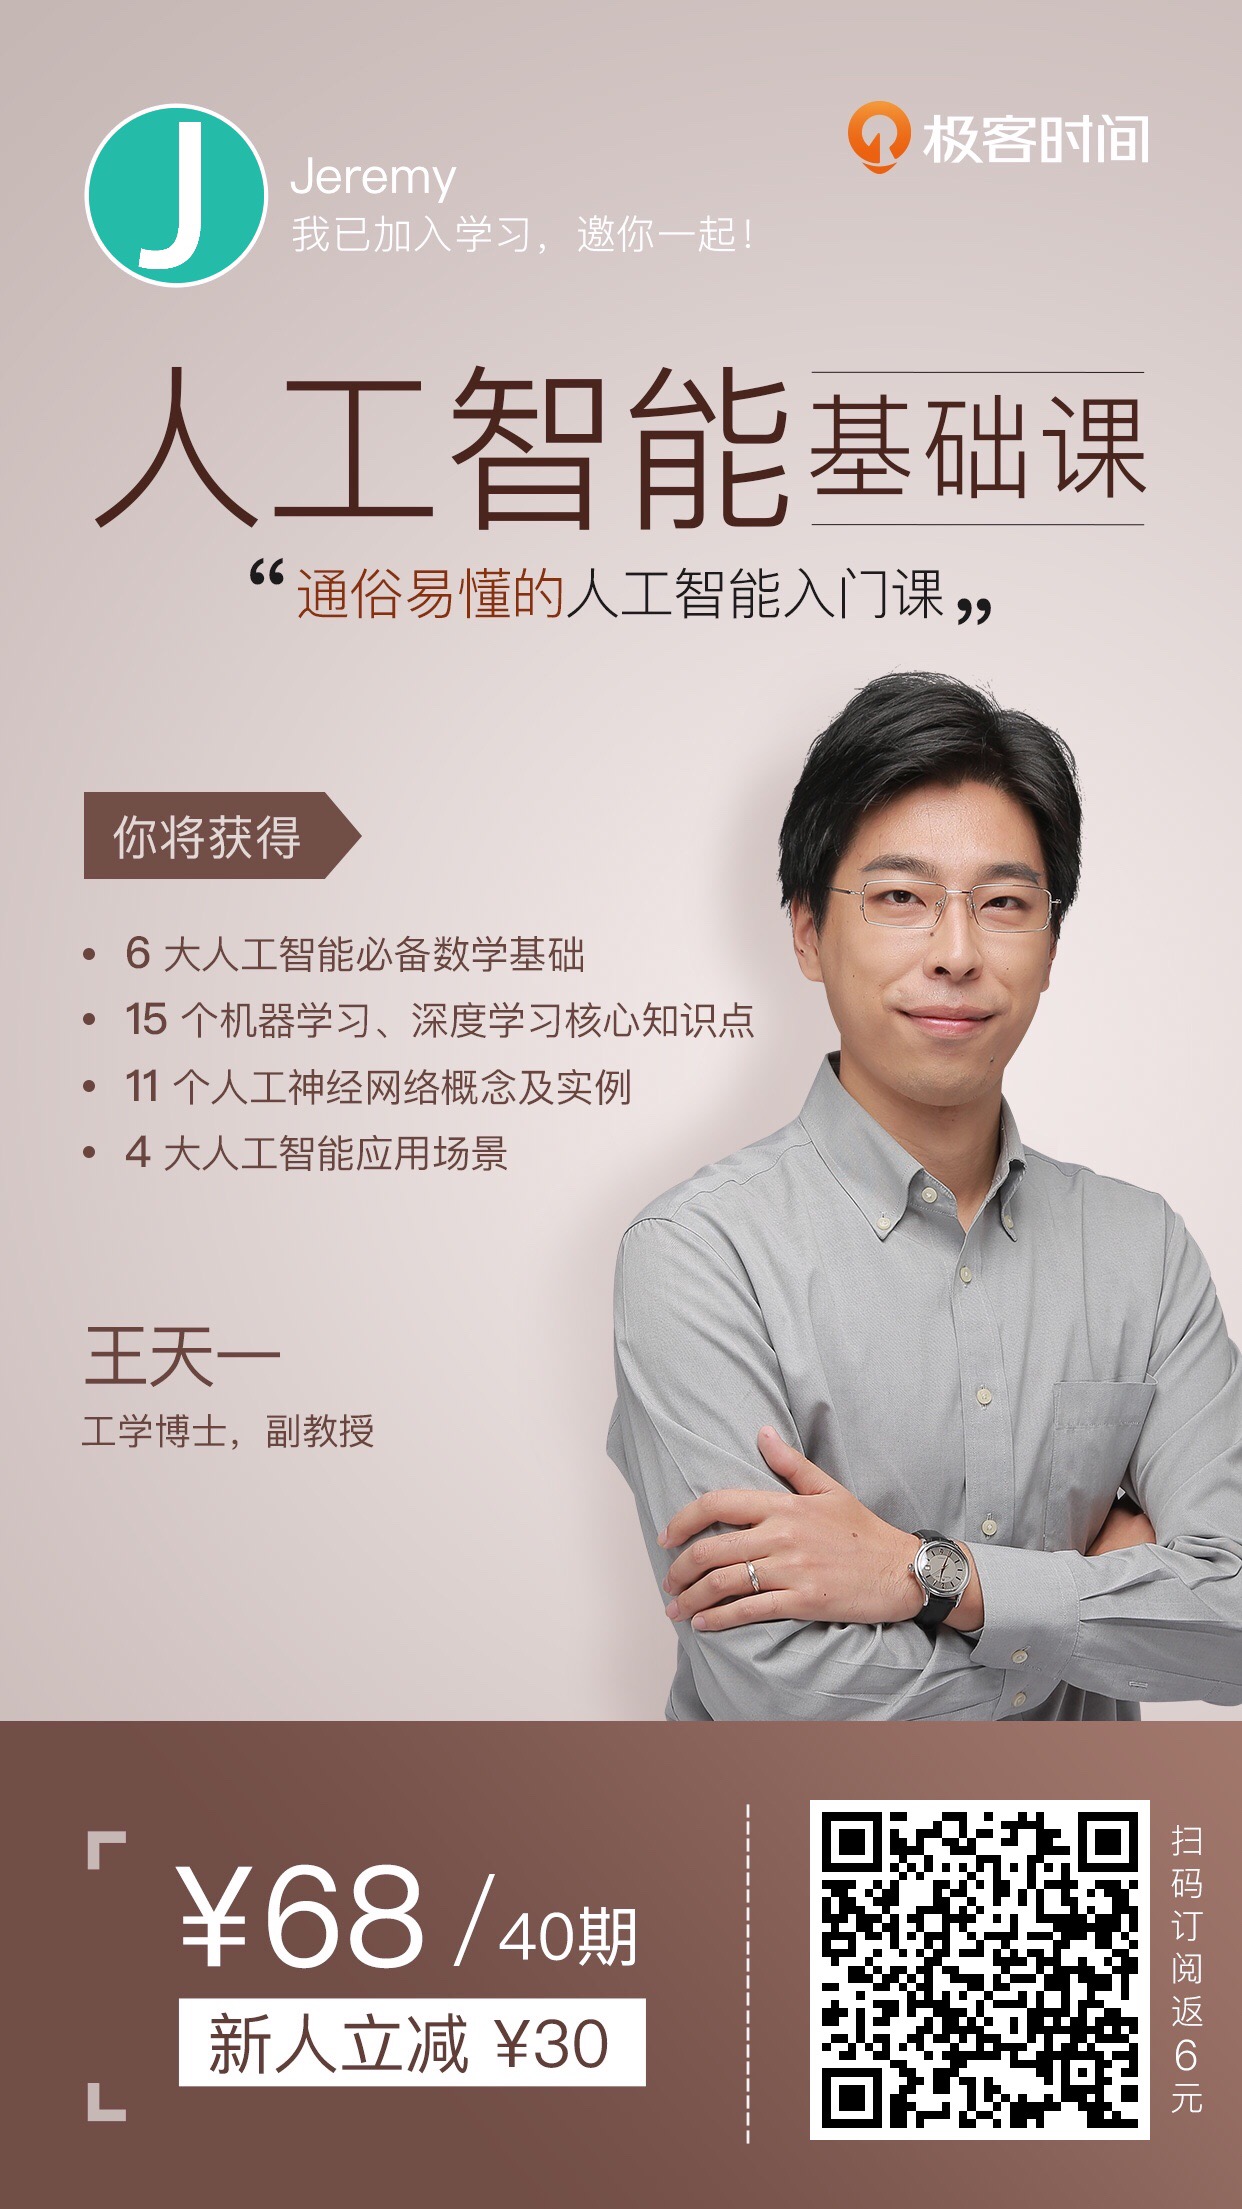 极客时间
J
Jeremy
我已加入学习，邀你一起！
人工智能基础课
“通俗易懂的人工智能入门课”
你将获得
• 6 大人工智能必备数学基础
• 15 个机器学习、深度学习核心知识点
• 11 个人工神经网络概念及实例
• 4 大人工智能应用场景
王天一
工学博士，副教授
¥68 / 40期
新人立减 ¥30
扫码订阅返6元